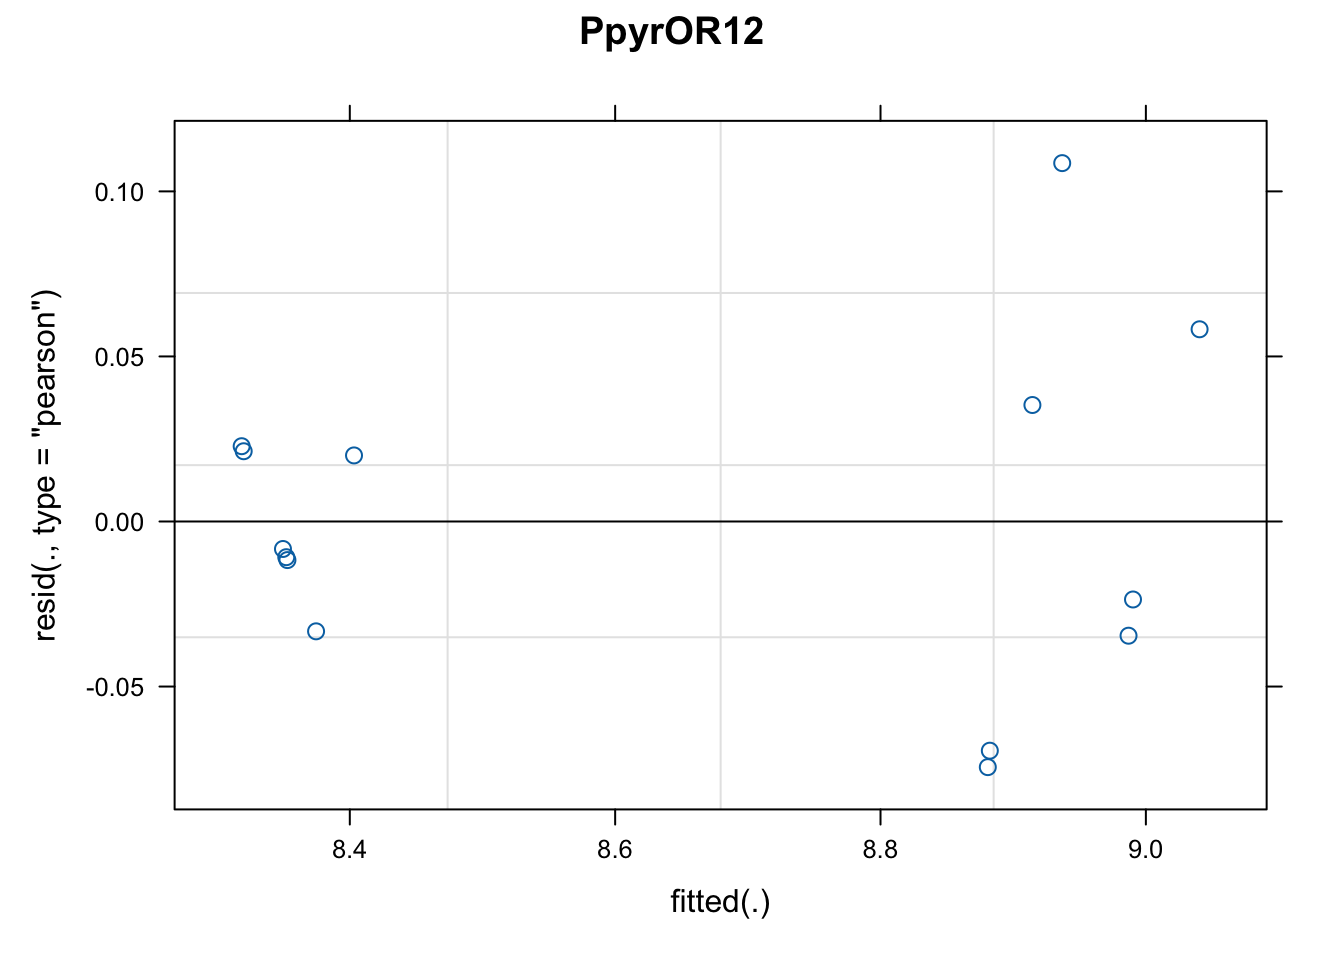 PpyrOR12
resid(., type = "pearson")
0.10
0.05
0.00
-0.05
8.4 8.6 8.8 9.0
fitted(.)